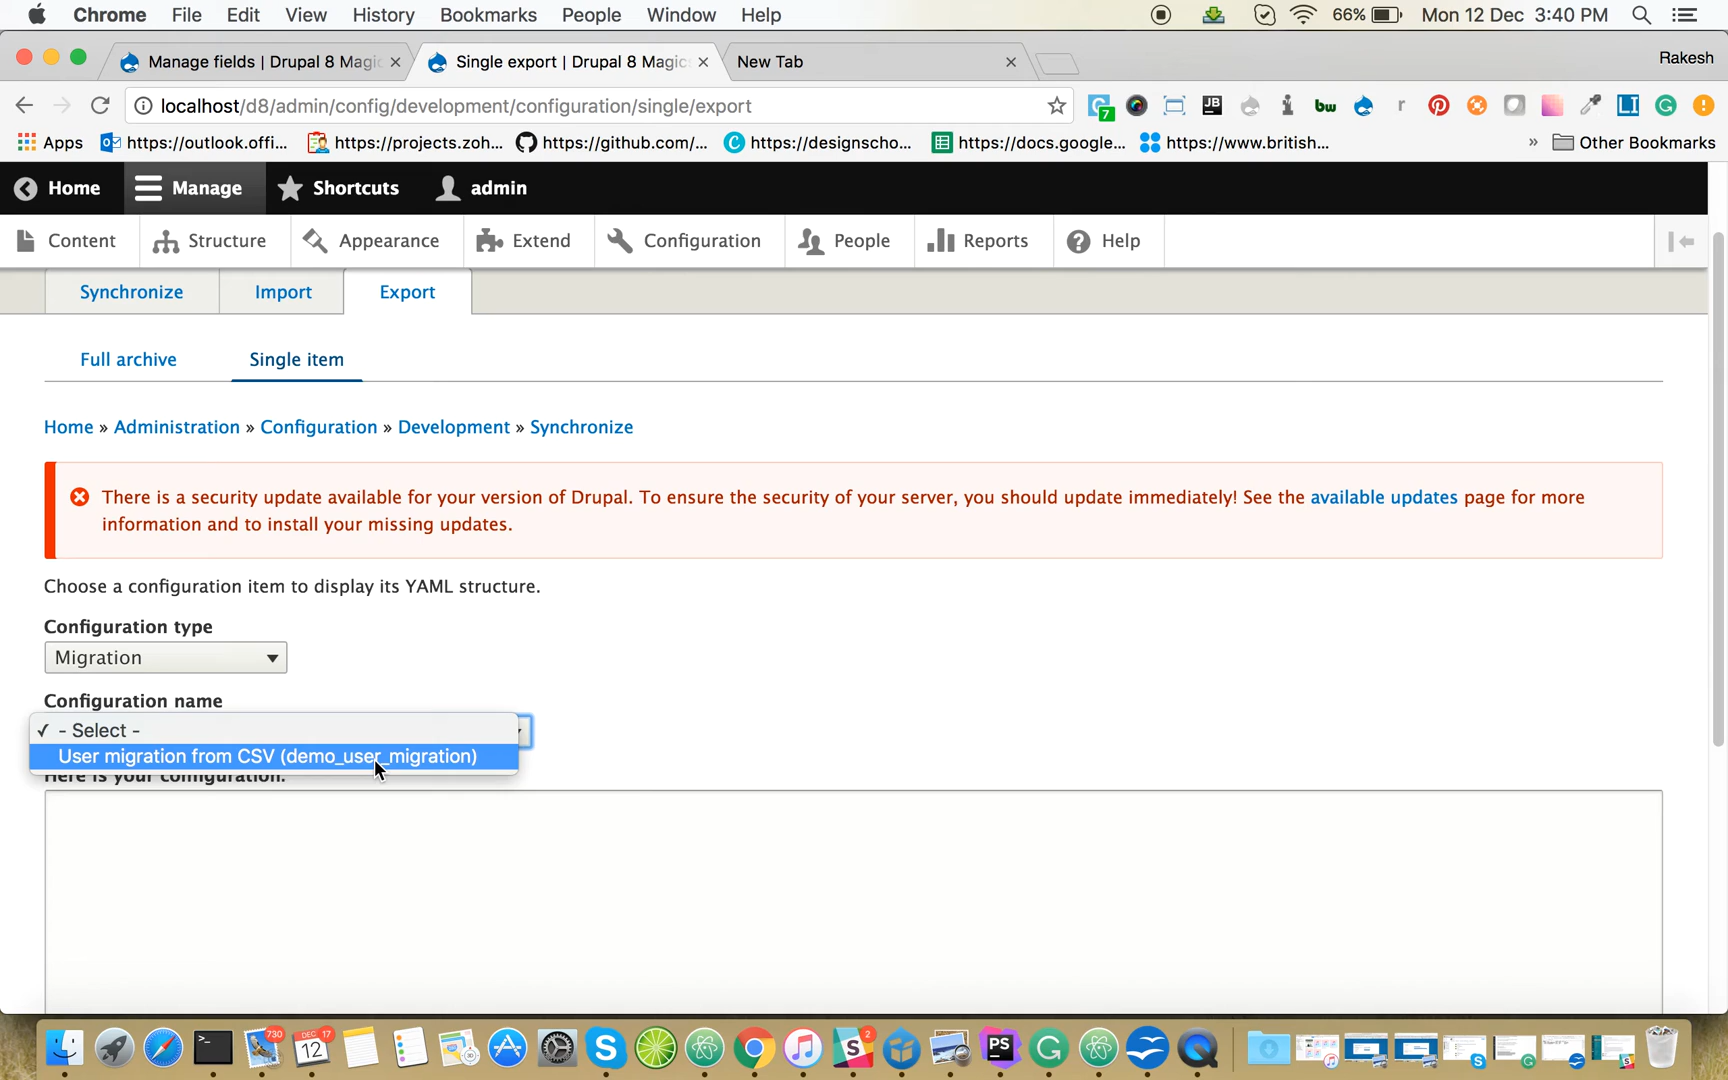 Chrome File Edit View History Bookmarks People Window Help 66% Mon 12 Dec 3:40 PM
Manage fields | Drupal 8 Magi Single export | Drupal 8 Magic New Tab Rakesh
localhost/d8/admin/config/development/configuration/single/export
Apps https://outlook.offi... https://projects.zoh... https://github.com/... https://designscho... https://docs.google... https://www.british... » Other Bookmarks
Home Manage Shortcuts admin
Content Structure Appearance Extend Configuration People Reports Help
Synchronize Import Export
Full archive Single item
Home » Administration » Configuration » Development » Synchronize
There is a security update available for your version of Drupal. To ensure the security of your server, you should update immediately! See the available updates page for more
information and to install your missing updates.
Choose a configuration item to display its YAML structure.
Configuration type
Migration
Configuration name
✓ - Select -
User migration from CSV (demo_user_migration)
Here is your configuration: